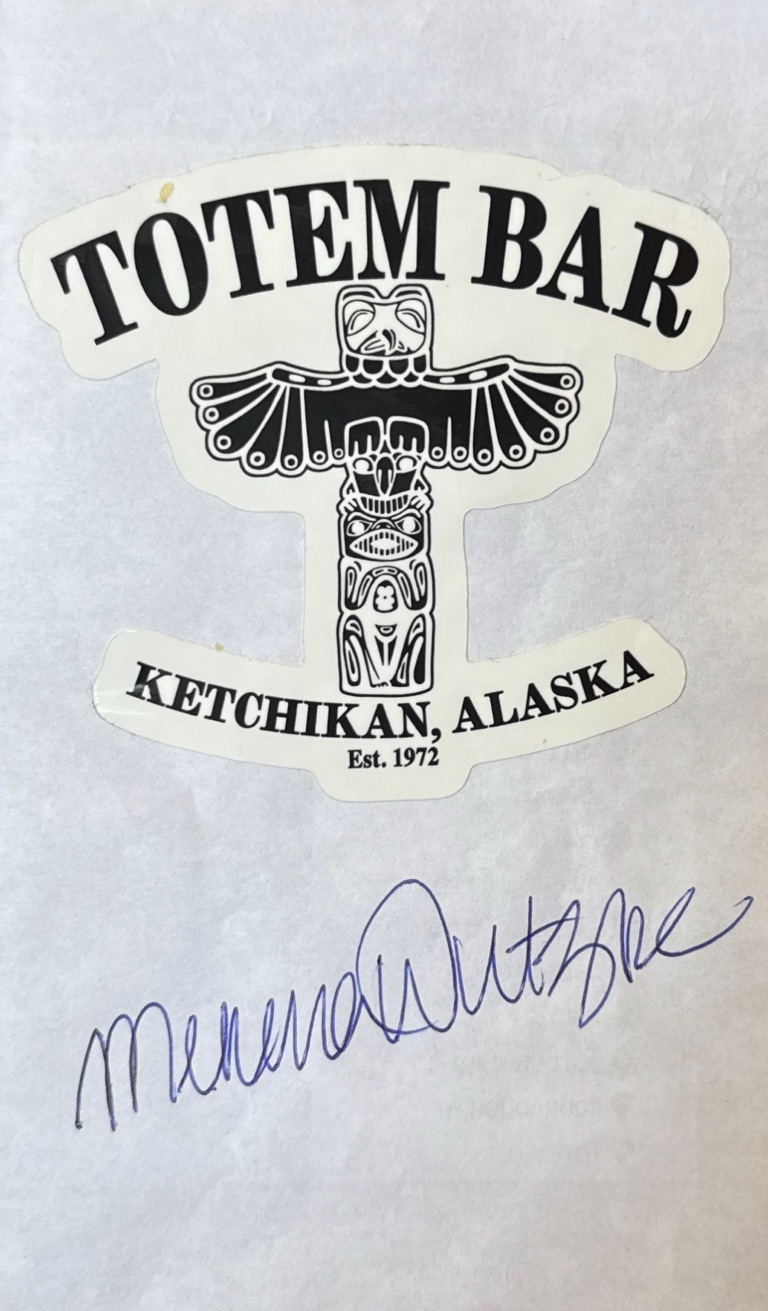 TOTEM BAR
KETCHIKAN, ALASKA
Est. 1972